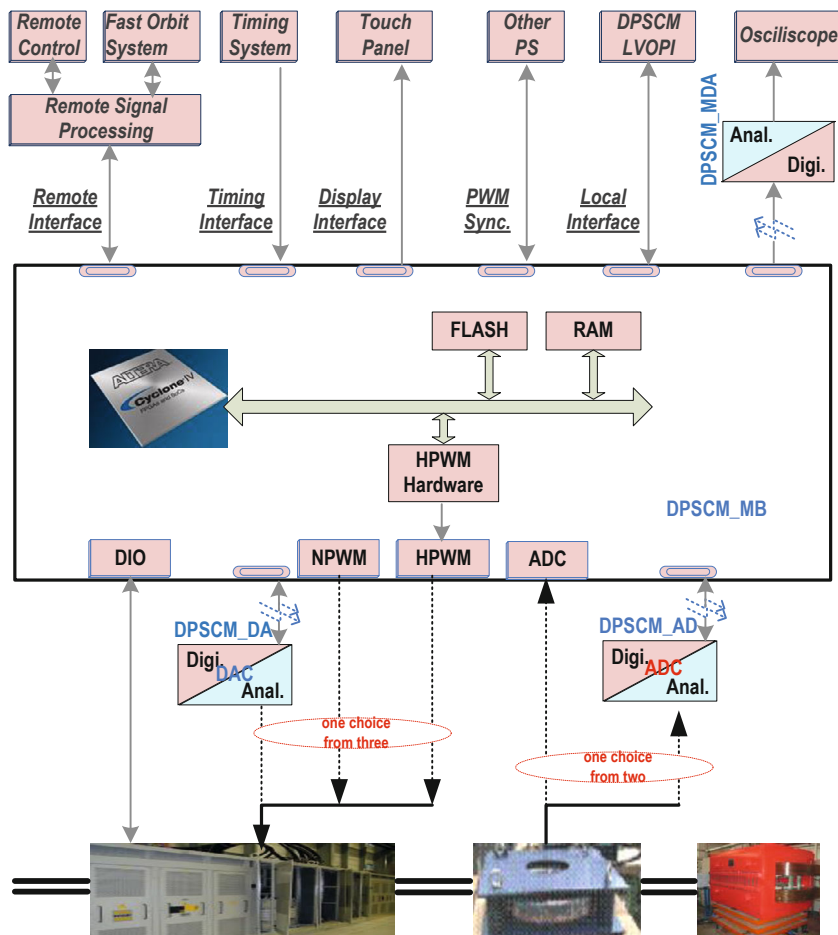 Remote
Control
Fast Orbit
System
Timing
System
Touch
Panel
Other
PS
DPSCM
LVOPI
Osciliscope
Remote Signal
Processing
DPSCM_MDA
Anal.
Digi.
Remote
Interface
Timing
Interface
Display
Interface
PWM
Sync.
Local
Interface
FLASH
RAM
ALTERA
Cyclone IV
FPGAs and SoCs
HPWM
Hardware
DPSCM_MB
DIO
NPWM
HPWM
ADC
DPSCM_DA
Digi.
DAC
Anal.
DPSCM_AD
Digi.
ADC
Anal.
one choice
from three
one choice
from two